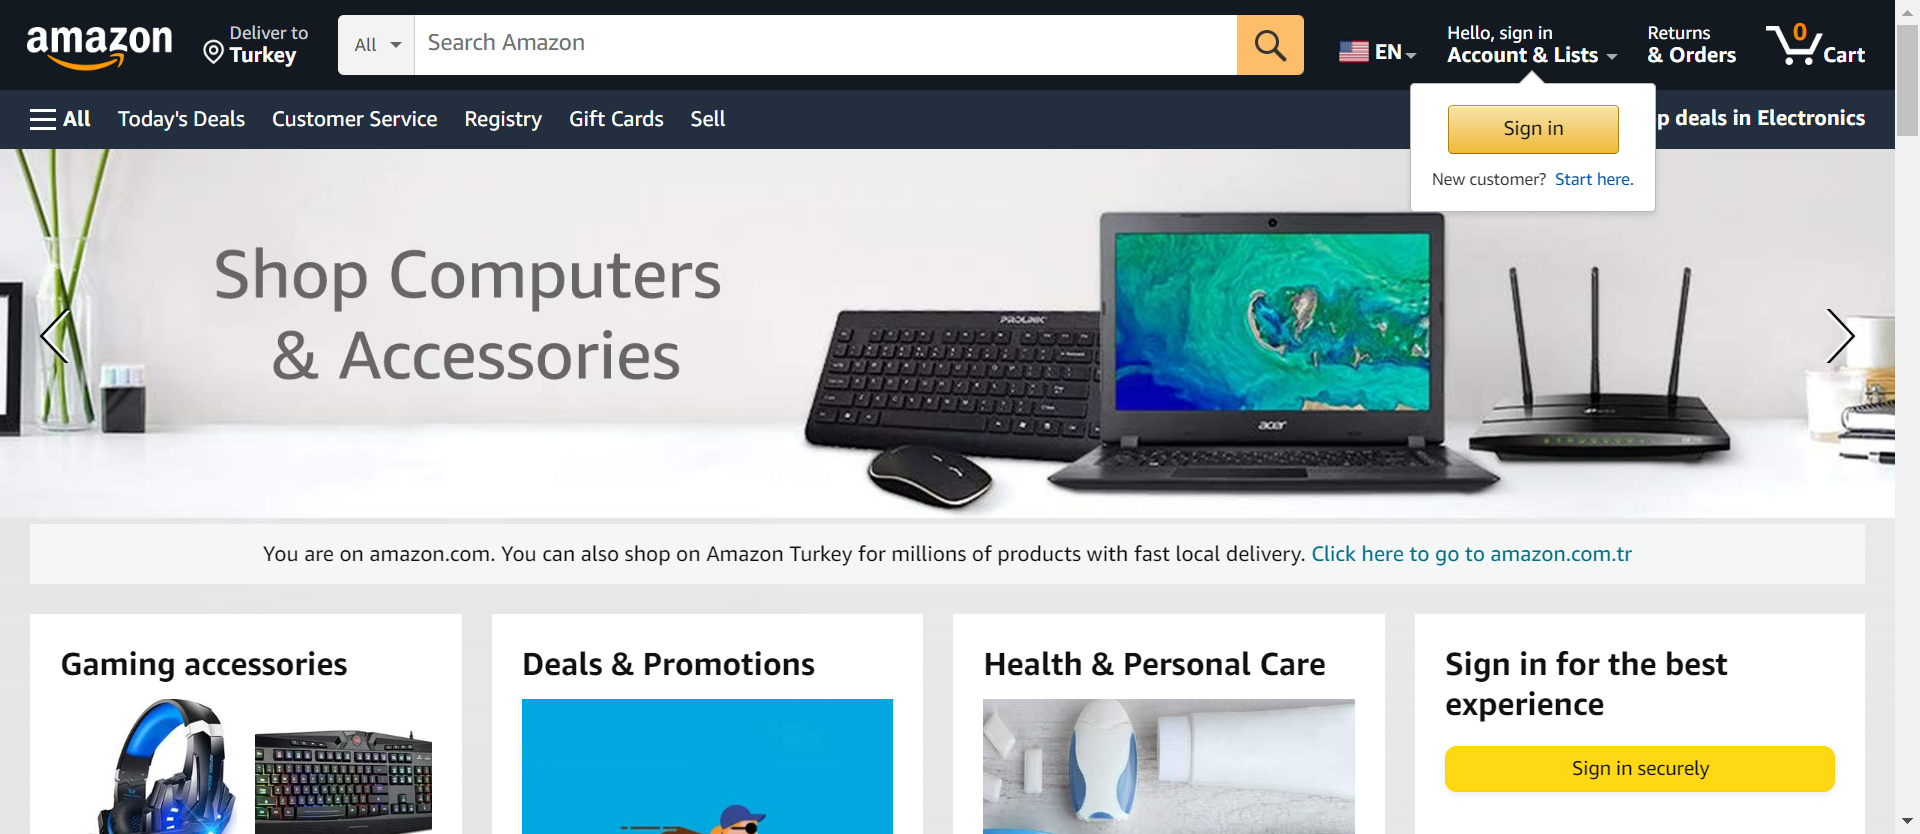 amazon
Deliver to
Turkey
All
Search Amazon
EN
Hello, sign in
Account & Lists
Returns
& Orders
0
Cart
All
Today's Deals
Customer Service
Registry
Gift Cards
Sell
p deals in Electronics
Sign in
New customer? Start here.
Shop Computers
& Accessories
PROLINK
acer
You are on amazon.com. You can also shop on Amazon Turkey for millions of products with fast local delivery. Click here to go to amazon.com.tr
Gaming accessories
Deals & Promotions
Health & Personal Care
Sign in for the best
experience
Sign in securely